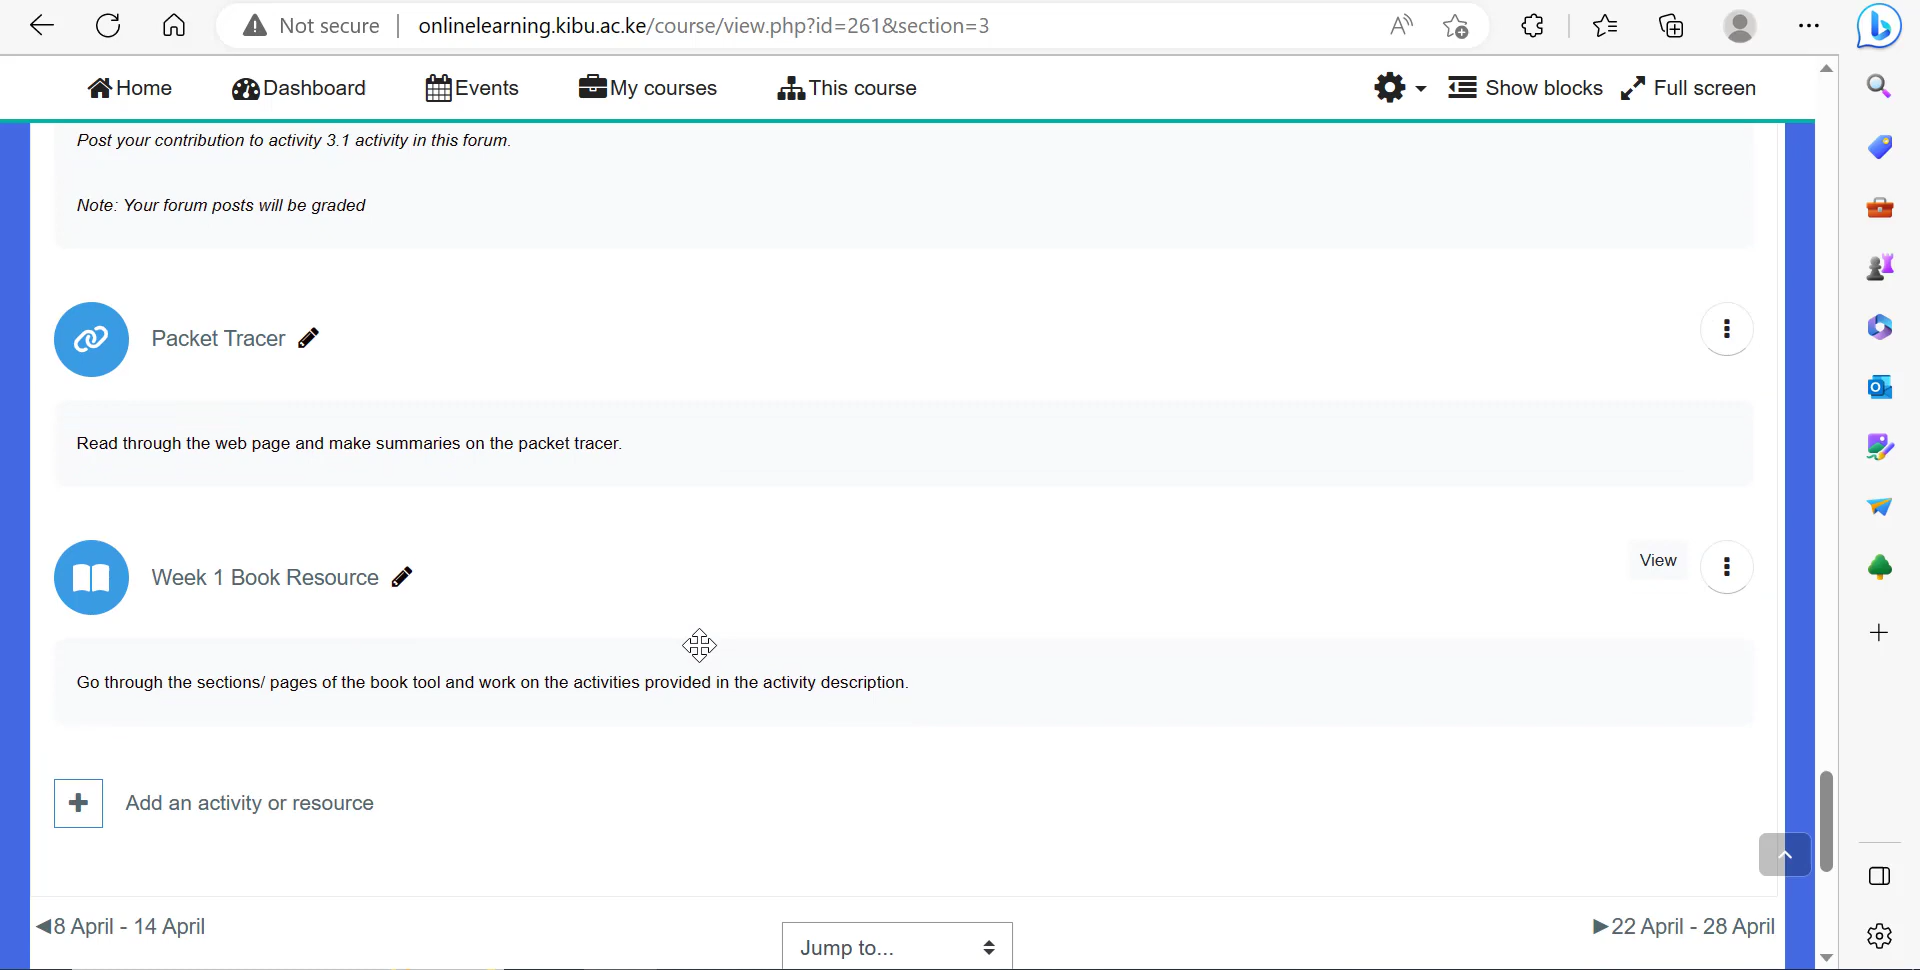 Not secure | onlinelearning.kibu.ac.ke/course/view.php?id=261&section=3
Home Dashboard Events My courses This course Show blocks Full screen
Post your contribution to activity 3.1 activity in this forum.
Note: Your forum posts will be graded
Packet Tracer
Read through the web page and make summaries on the packet tracer.
Week 1 Book Resource View
Go through the sections/ pages of the book tool and work on the activities provided in the activity description.
Add an activity or resource
◀8 April - 14 April ▶22 April - 28 April
Jump to...